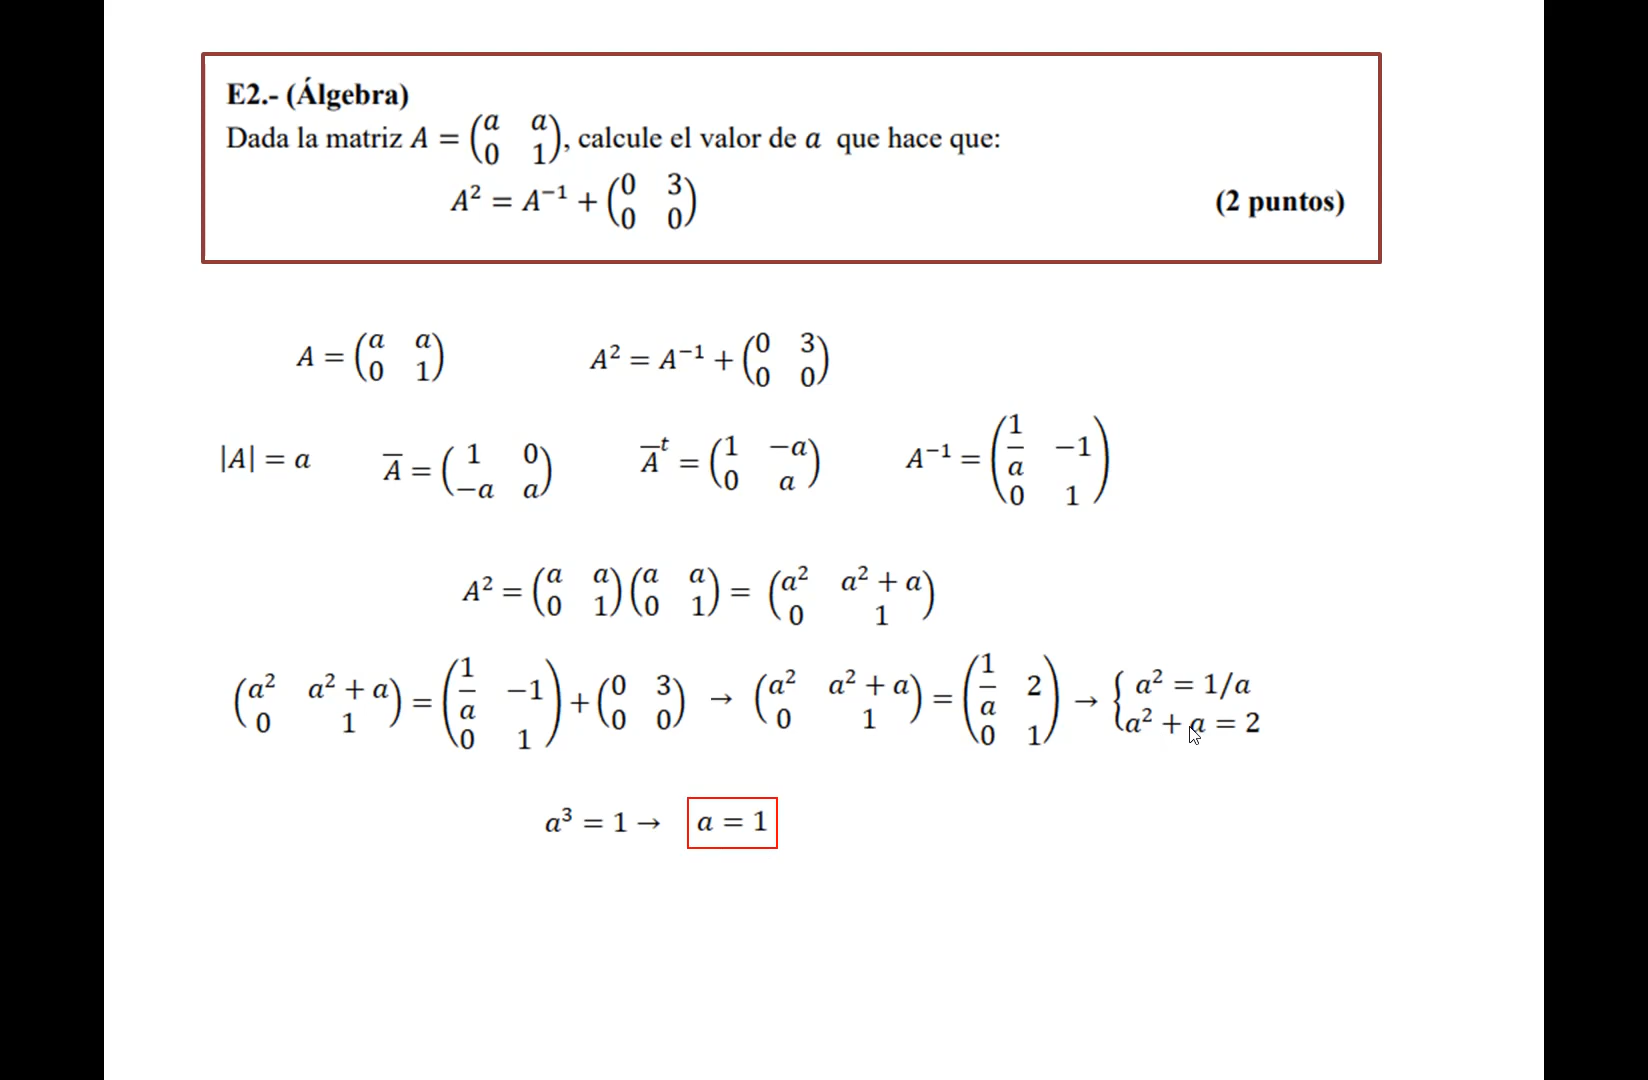 E2.- (Álgebra)
Dada la matriz A = (a a; 0 1), calcule el valor de a que hace que:
A² = A⁻¹ + (0 3; 0 0) (2 puntos)
A = (a a; 0 1) A² = A⁻¹ + (0 3; 0 0)
|A| = a A̅ = (1 0; −a a) A̅ᵗ = (1 −a; 0 a) A⁻¹ = (1/a −1; 0 1)
A² = (a a; 0 1)(a a; 0 1) = (a² a² + a; 0 1)
(a² a² + a; 0 1) = (1/a −1; 0 1) + (0 3; 0 0) → (a² a² + a; 0 1) = (1/a 2; 0 1) → {a² = 1/a; a² + a = 2
a³ = 1 → a = 1